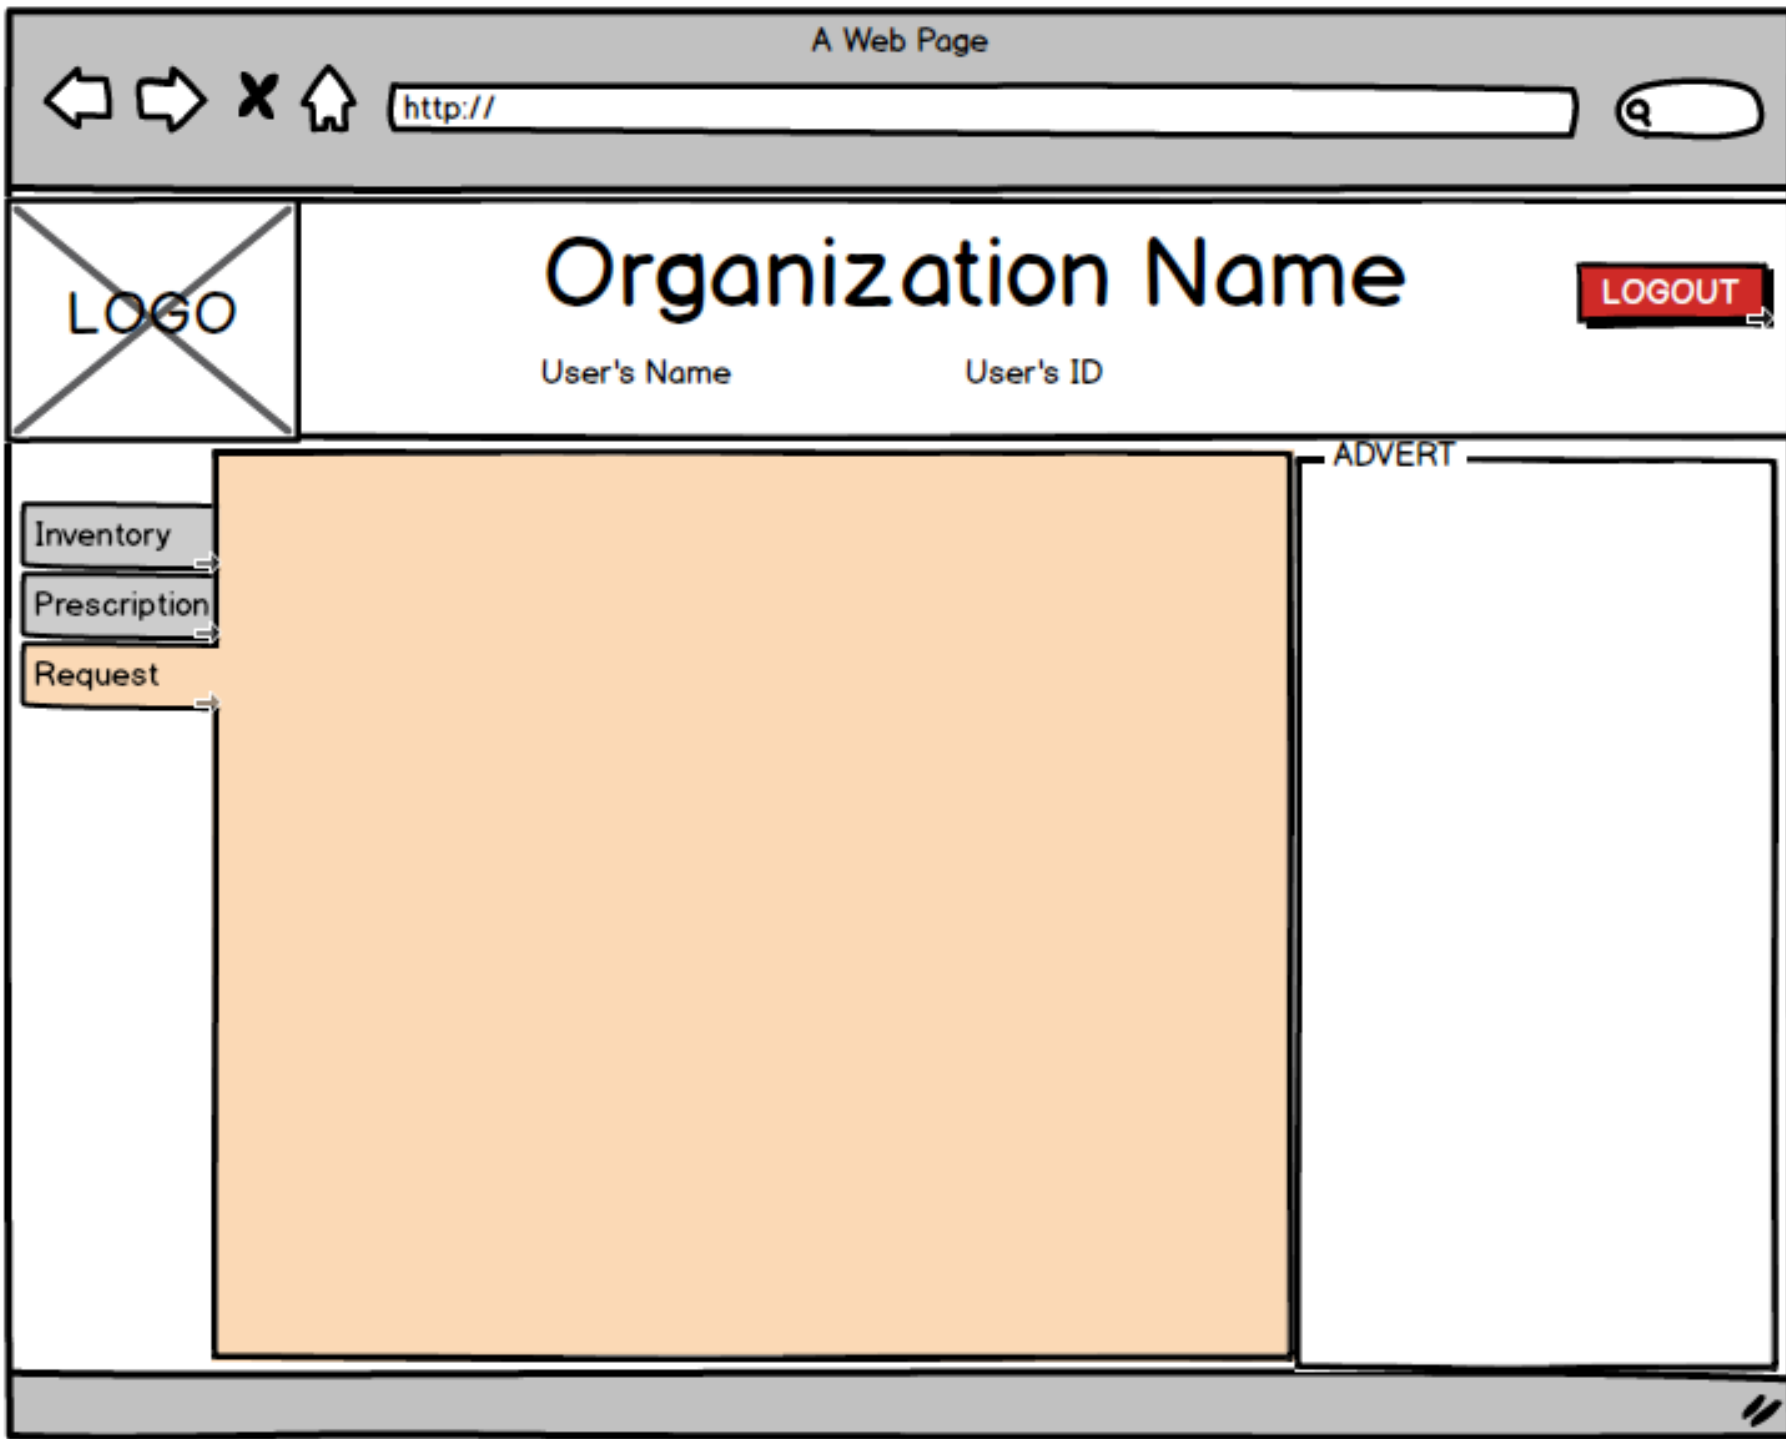 A Web Page
http://
LOGO
Organization Name
LOGOUT
User's Name
User's ID
ADVERT
Inventory
Prescription
Request